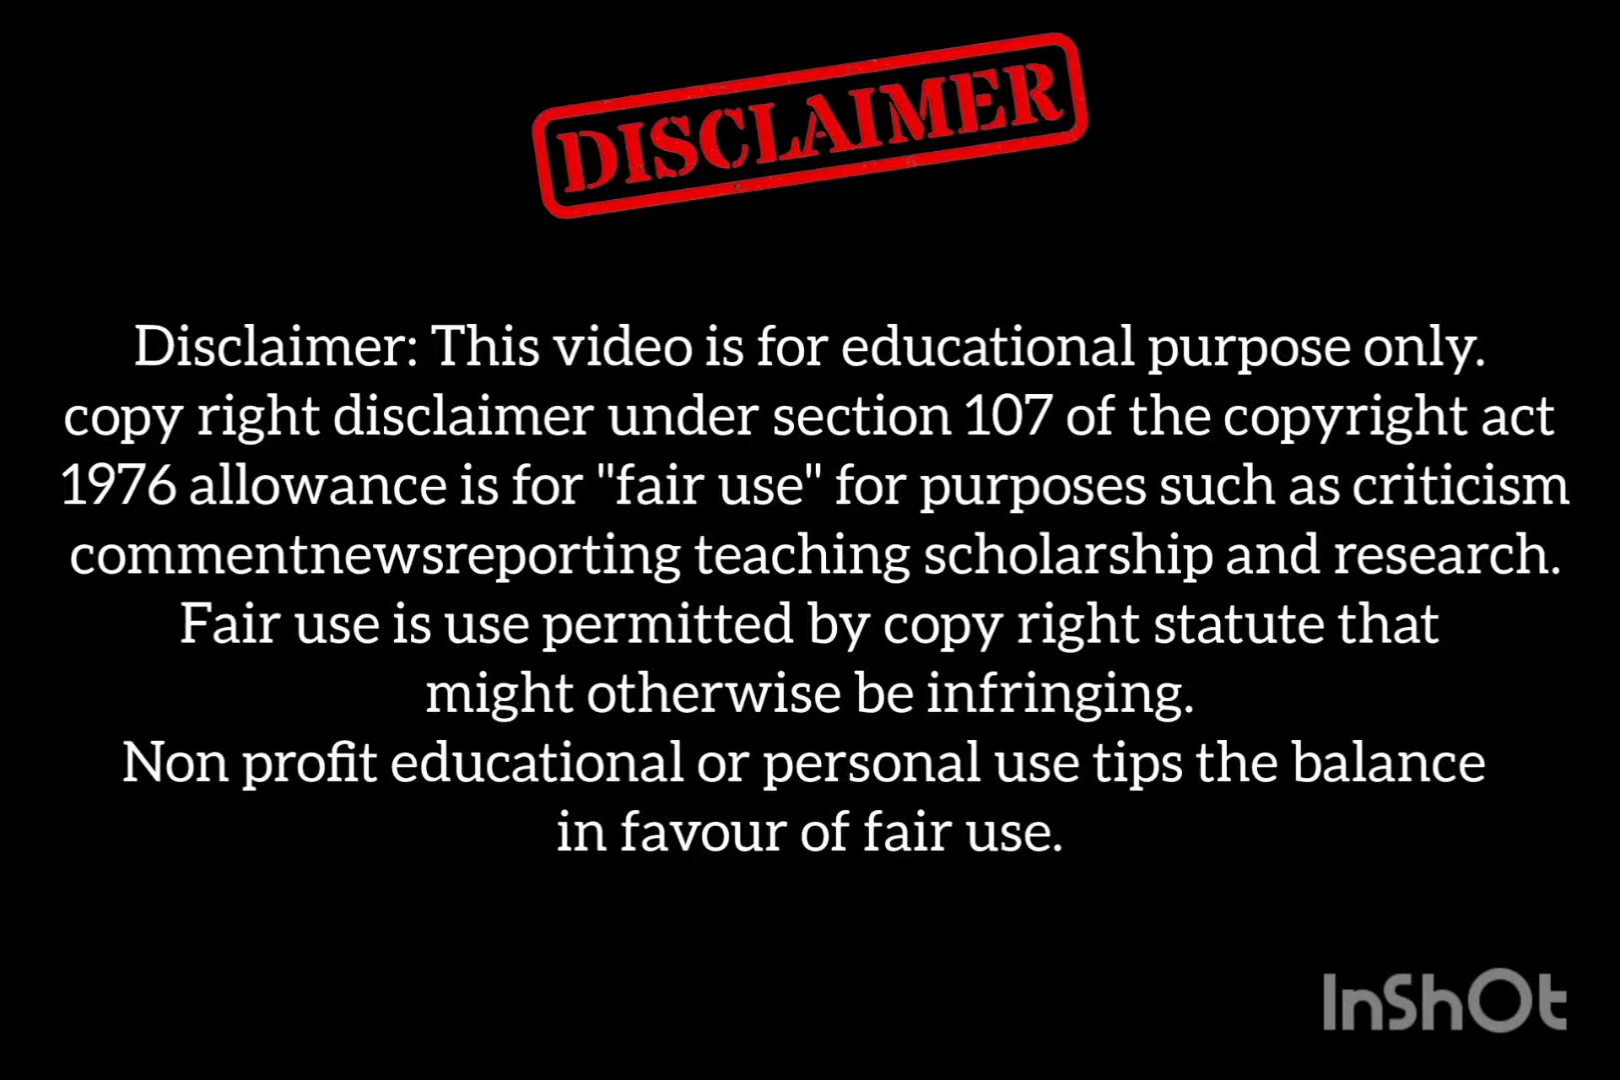 DISCLAIMER
Disclaimer: This video is for educational purpose only.
copy right disclaimer under section 107 of the copyright act
1976 allowance is for "fair use" for purposes such as criticism
commentnewsreporting teaching scholarship and research.
Fair use is use permitted by copy right statute that
might otherwise be infringing.
Non profit educational or personal use tips the balance
in favour of fair use.
InShOt